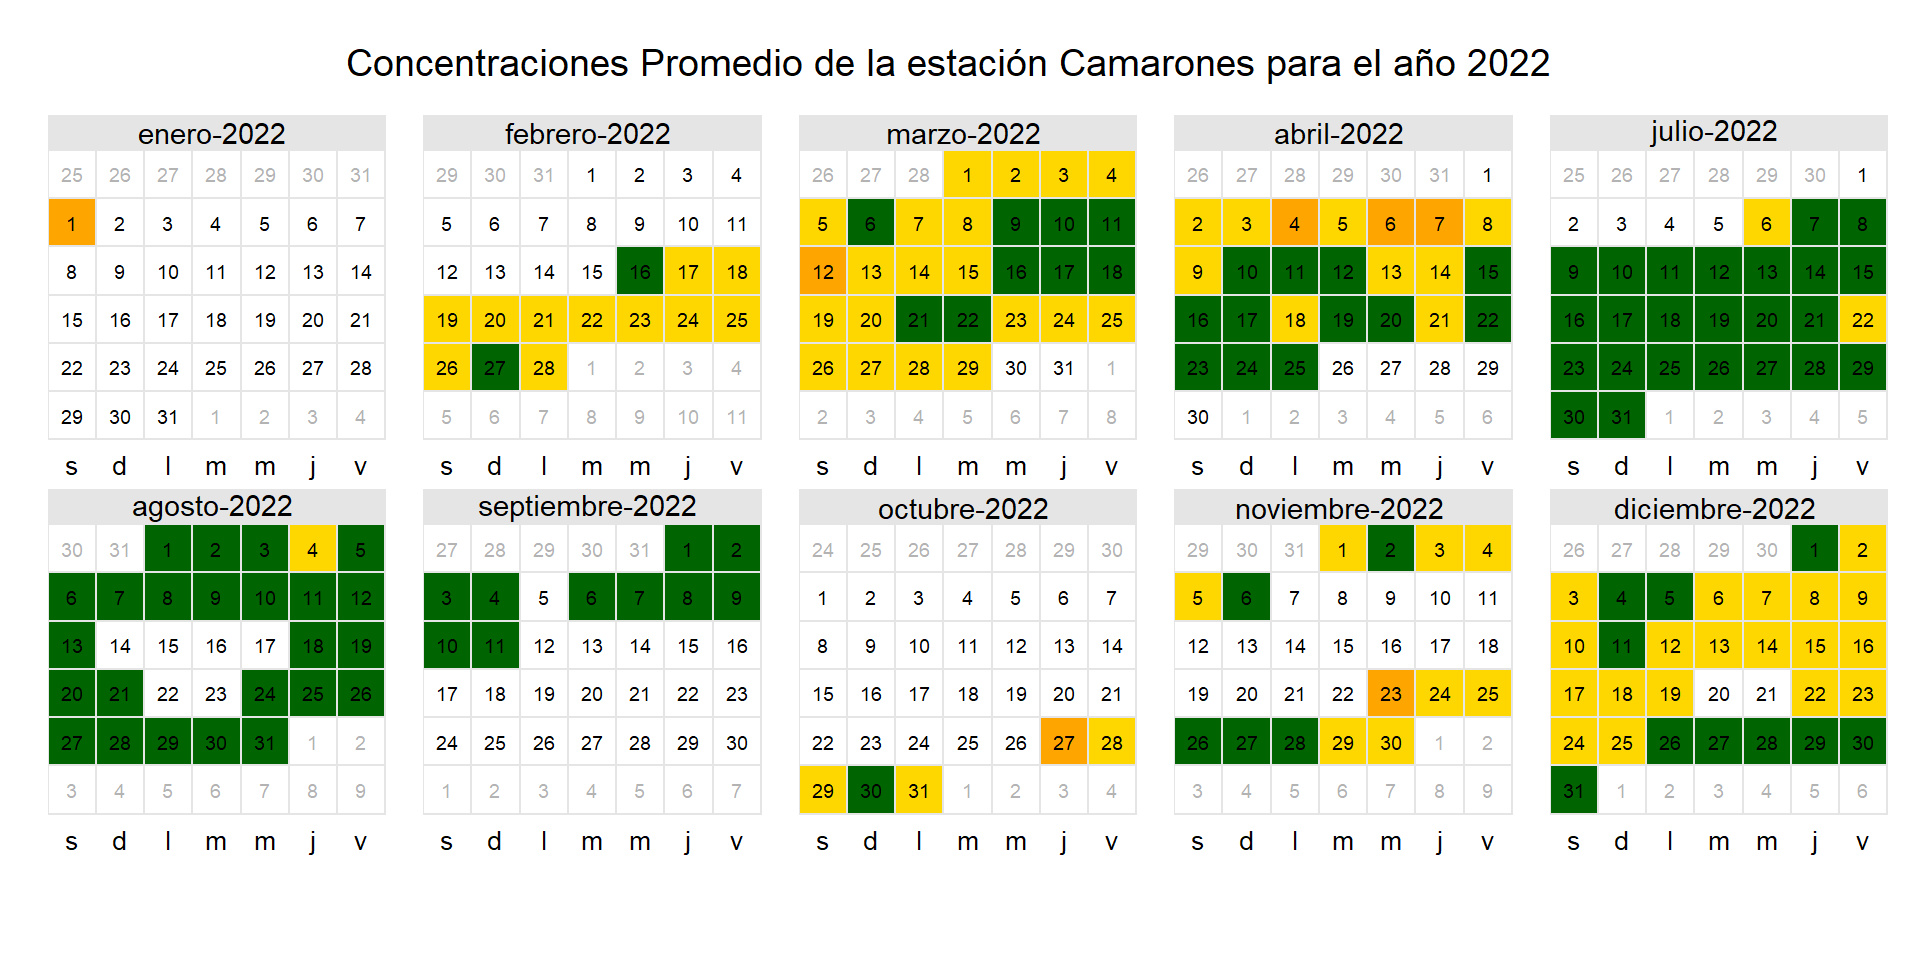 Concentraciones Promedio de la estación Camarones para el año 2022
enero-2022
25 26 27 28 29 30 31
1 2 3 4 5 6 7
8 9 10 11 12 13 14
15 16 17 18 19 20 21
22 23 24 25 26 27 28
29 30 31 1 2 3 4
s d l m m j v
febrero-2022
29 30 31 1 2 3 4
5 6 7 8 9 10 11
12 13 14 15 16 17 18
19 20 21 22 23 24 25
26 27 28 1 2 3 4
5 6 7 8 9 10 11
s d l m m j v
marzo-2022
26 27 28 1 2 3 4
5 6 7 8 9 10 11
12 13 14 15 16 17 18
19 20 21 22 23 24 25
26 27 28 29 30 31 1
2 3 4 5 6 7 8
s d l m m j v
abril-2022
26 27 28 29 30 31 1
2 3 4 5 6 7 8
9 10 11 12 13 14 15
16 17 18 19 20 21 22
23 24 25 26 27 28 29
30 1 2 3 4 5 6
s d l m m j v
julio-2022
25 26 27 28 29 30 1
2 3 4 5 6 7 8
9 10 11 12 13 14 15
16 17 18 19 20 21 22
23 24 25 26 27 28 29
30 31 1 2 3 4 5
s d l m m j v
agosto-2022
30 31 1 2 3 4 5
6 7 8 9 10 11 12
13 14 15 16 17 18 19
20 21 22 23 24 25 26
27 28 29 30 31 1 2
3 4 5 6 7 8 9
s d l m m j v
septiembre-2022
27 28 29 30 31 1 2
3 4 5 6 7 8 9
10 11 12 13 14 15 16
17 18 19 20 21 22 23
24 25 26 27 28 29 30
1 2 3 4 5 6 7
s d l m m j v
octubre-2022
24 25 26 27 28 29 30
1 2 3 4 5 6 7
8 9 10 11 12 13 14
15 16 17 18 19 20 21
22 23 24 25 26 27 28
29 30 31 1 2 3 4
s d l m m j v
noviembre-2022
29 30 31 1 2 3 4
5 6 7 8 9 10 11
12 13 14 15 16 17 18
19 20 21 22 23 24 25
26 27 28 29 30 1 2
3 4 5 6 7 8 9
s d l m m j v
diciembre-2022
26 27 28 29 30 1 2
3 4 5 6 7 8 9
10 11 12 13 14 15 16
17 18 19 20 21 22 23
24 25 26 27 28 29 30
31 1 2 3 4 5 6
s d l m m j v